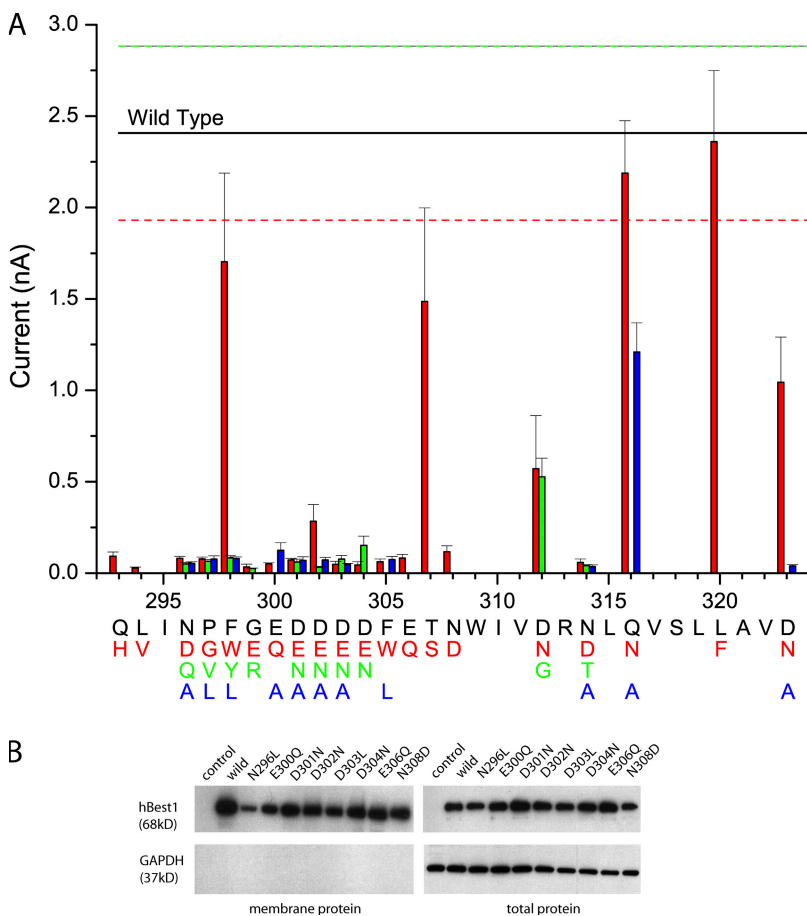 A
3.0
2.5
2.0
1.5
1.0
0.5
0.0
Current (nA)
Wild Type
295 300 305 310 315 320
Q L I N P F G E D D D D F E T N W I V D R N L Q V S L L A V D
H V D G W E Q E E E E W Q S D N D N F N
Q V Y R N N N N G T
A L L A A A A L A A A
B
control wild N296L E300Q D301N D302N D303L D304N E306Q N308D
control wild N296L E300Q D301N D302N D303L D304N E306Q N308D
hBest1
(68kD)
GAPDH
(37kD)
membrane protein
total protein